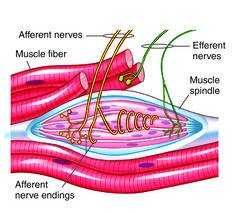 Afferent nerves
Efferent
nerves
Muscle fiber
Muscle
spindle
Afferent
nerve endings